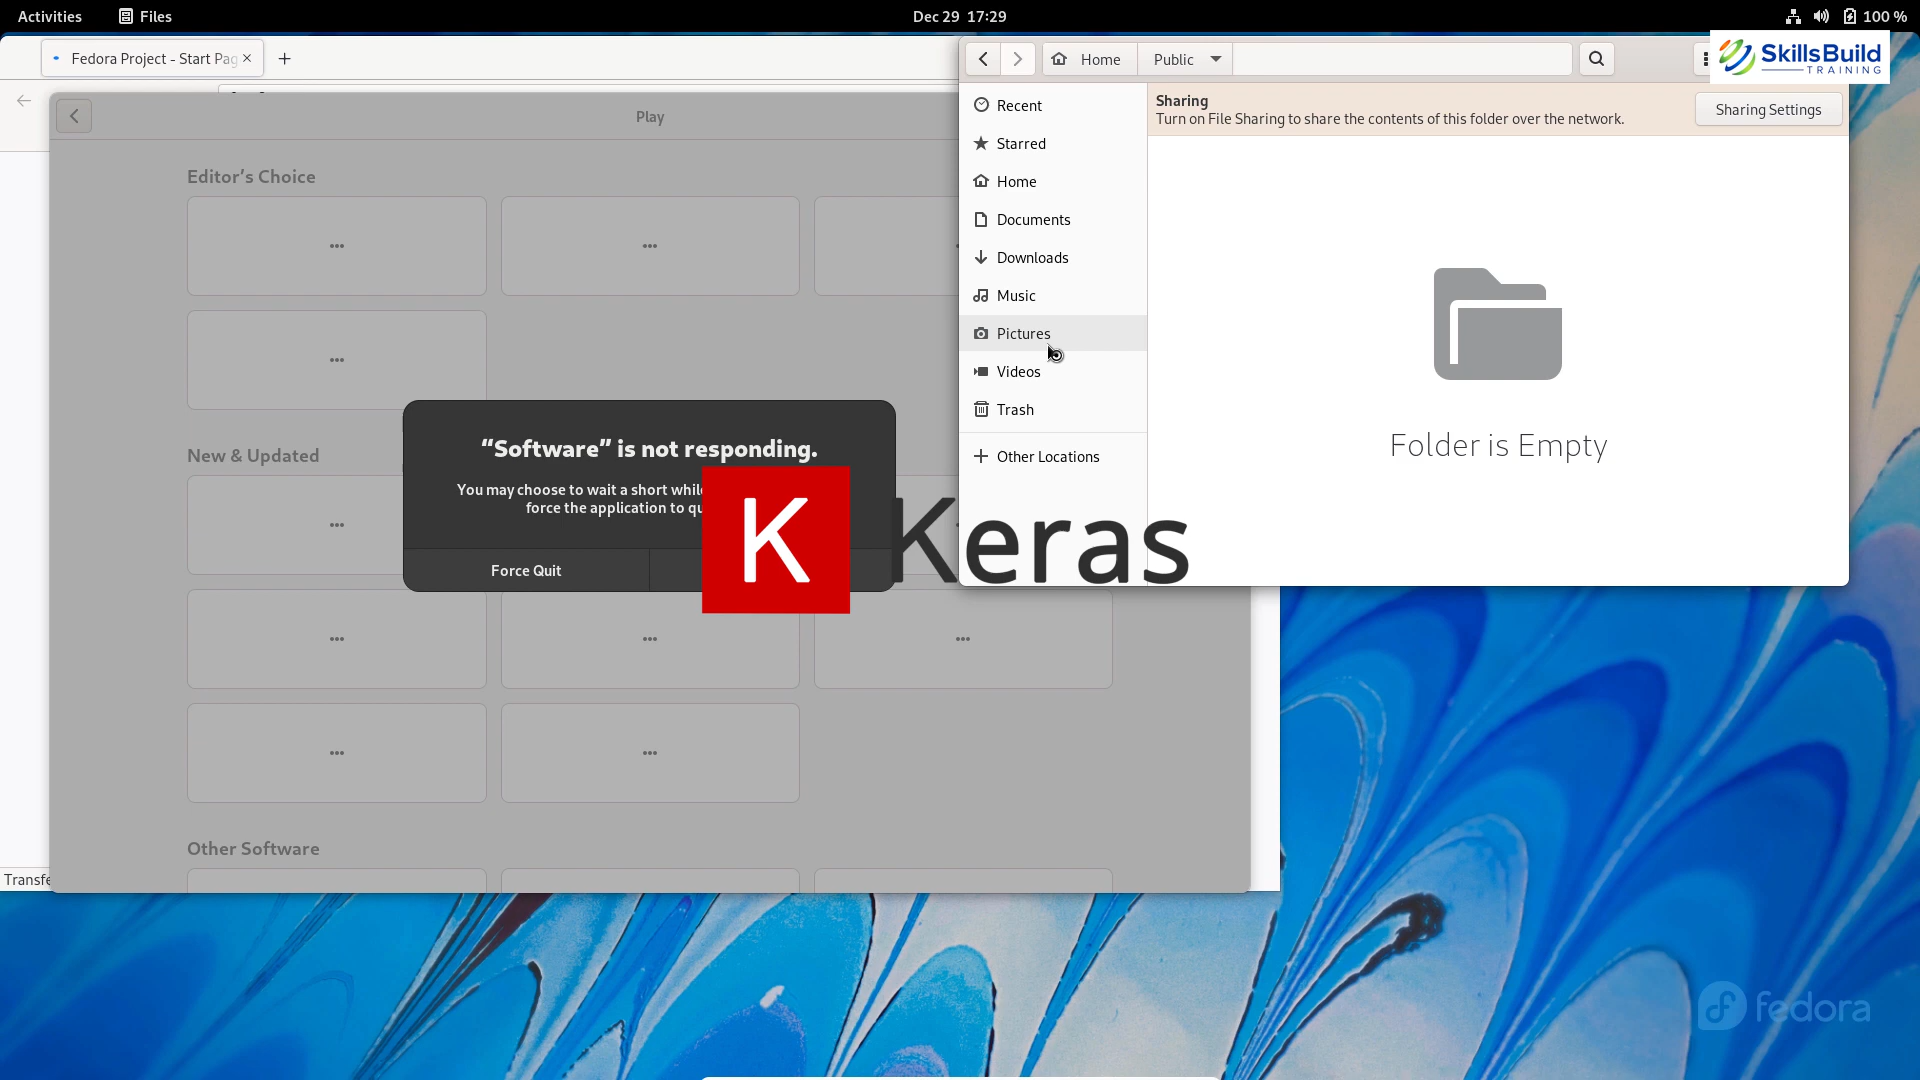 Activities
Files
Dec 29 17:29
100 %
Fedora Project - Start Pag
Home
Public
SkillsBuild
TRAINING
Play
Recent
Starred
Home
Documents
Downloads
Music
Pictures
Videos
Trash
Other Locations
Sharing
Turn on File Sharing to share the contents of this folder over the network.
Sharing Settings
Folder is Empty
Editor's Choice
New & Updated
Other Software
“Software” is not responding.
You may choose to wait a short
force the application to
Force Quit
K Keras
fedora